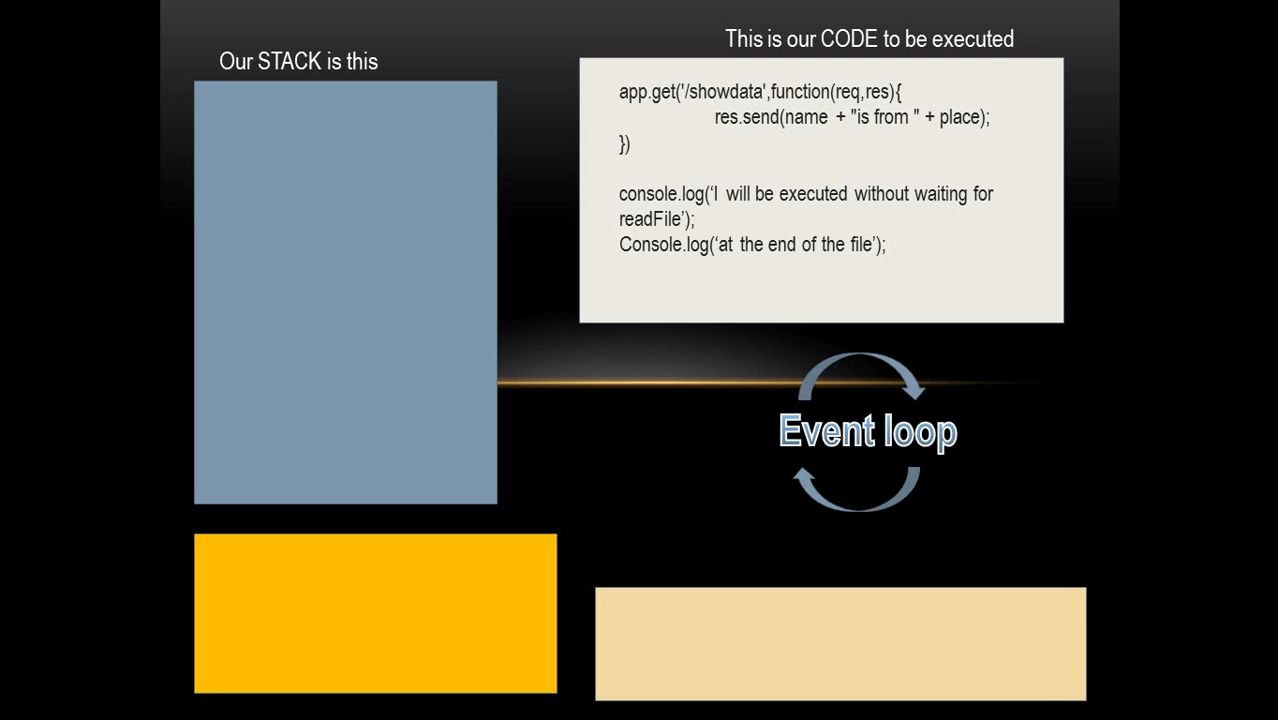 This is our CODE to be executed
Our STACK is this
app.get('/showdata',function(req,res){
res.send(name + "is from " + place);
})
console.log(‘I will be executed without waiting for
readFile’);
Console.log(‘at the end of the file’);
Event loop